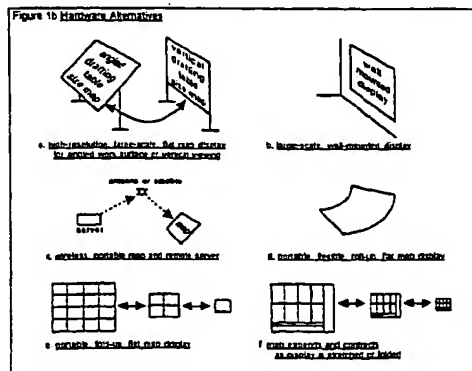 Figure 1b Hardware Alternatives
angled
drafting
table
size map
vertical
drafting
table
size map
wall
mounted
display
a. high-resolution, large-scale, flat map display
for angled work surface or vertical viewing
b. large-scale, wall-mounted display
antenna or satellite
server
map
c. wireless, portable map and remote server
d. portable, flexible, roll-up, flat map display
e. portable, fold-up, flat map display
f. map expands and contracts
as display is stretched or folded